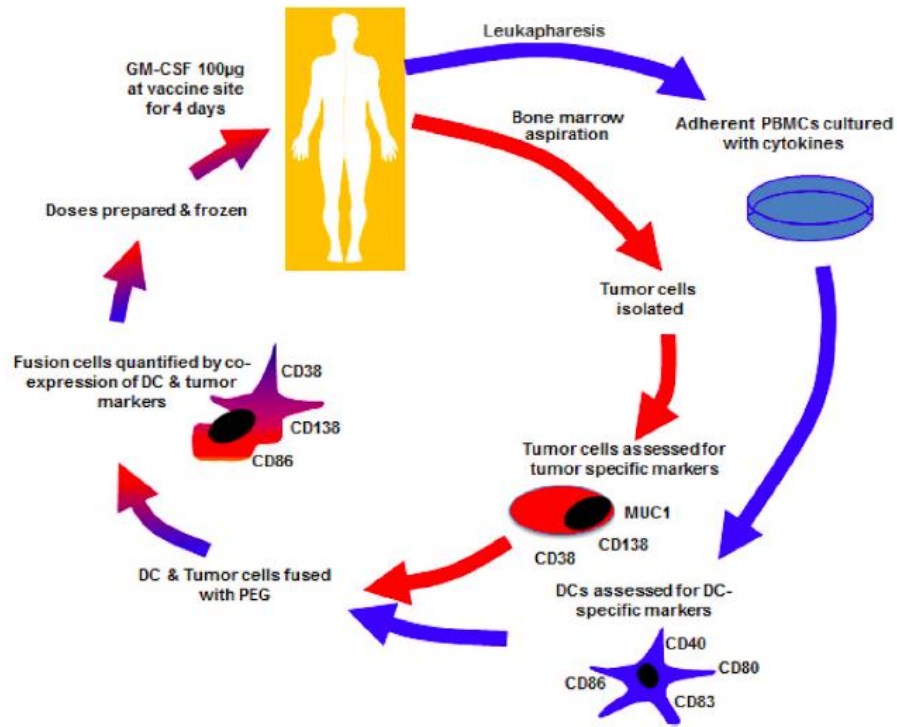 Leukapharesis
GM-CSF 100µg
at vaccine site
for 4 days
Bone marrow
aspiration
Adherent PBMCs cultured
with cytokines
Doses prepared & frozen
Tumor cells
isolated
Fusion cells quantified by co-
expression of DC & tumor
markers
CD38
CD138
CD86
Tumor cells assessed for
tumor specific markers
MUC1
CD138
CD38
DC & Tumor cells fused
with PEG
DCs assessed for DC-
specific markers
CD40
CD80
CD86
CD83